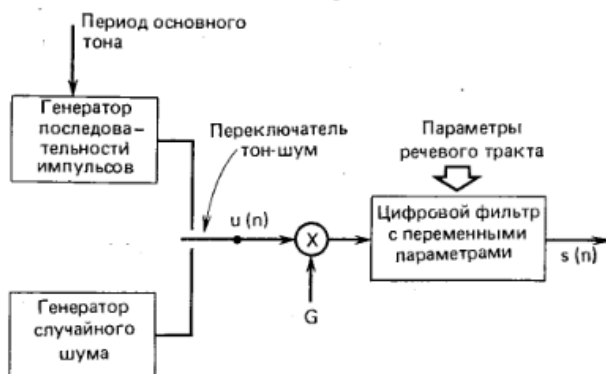 Период основного
тона
Генератор
последова-
тельности
импульсов
Переключатель
тон-шум
Параметры
речевого тракта
u (n)
X
G
Цифровой фильтр
с переменными
параметрами
s (n)
Генератор
случайного
шума